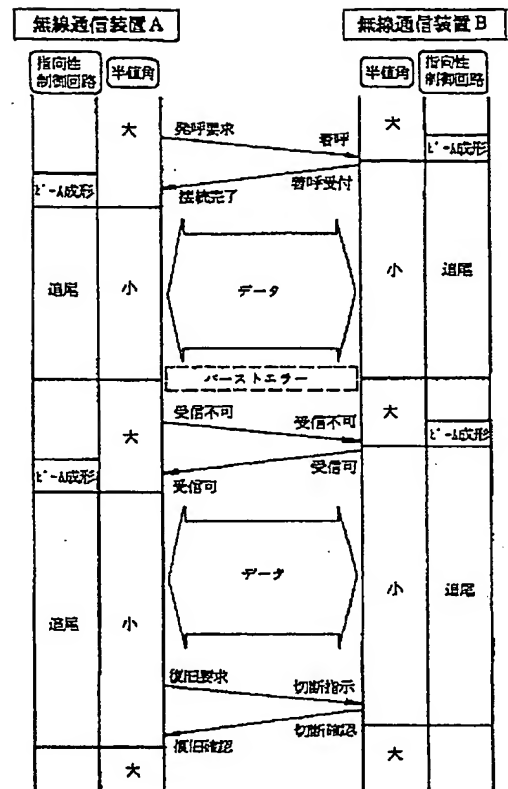 無線通信装置A
無線通信装置B
指向性
制御回路
半値角
半値角
指向性
制御回路
大
発呼要求
着呼
大
ビーム成形
ビーム成形
接続完了
着呼受付
追尾
小
データ
小
追尾
バーストエラー
大
受信不可
受信不可
大
ビーム成形
ビーム成形
受信可
受信可
追尾
小
データ
小
追尾
復旧要求
切断指示
復旧確認
切断確認
大
大